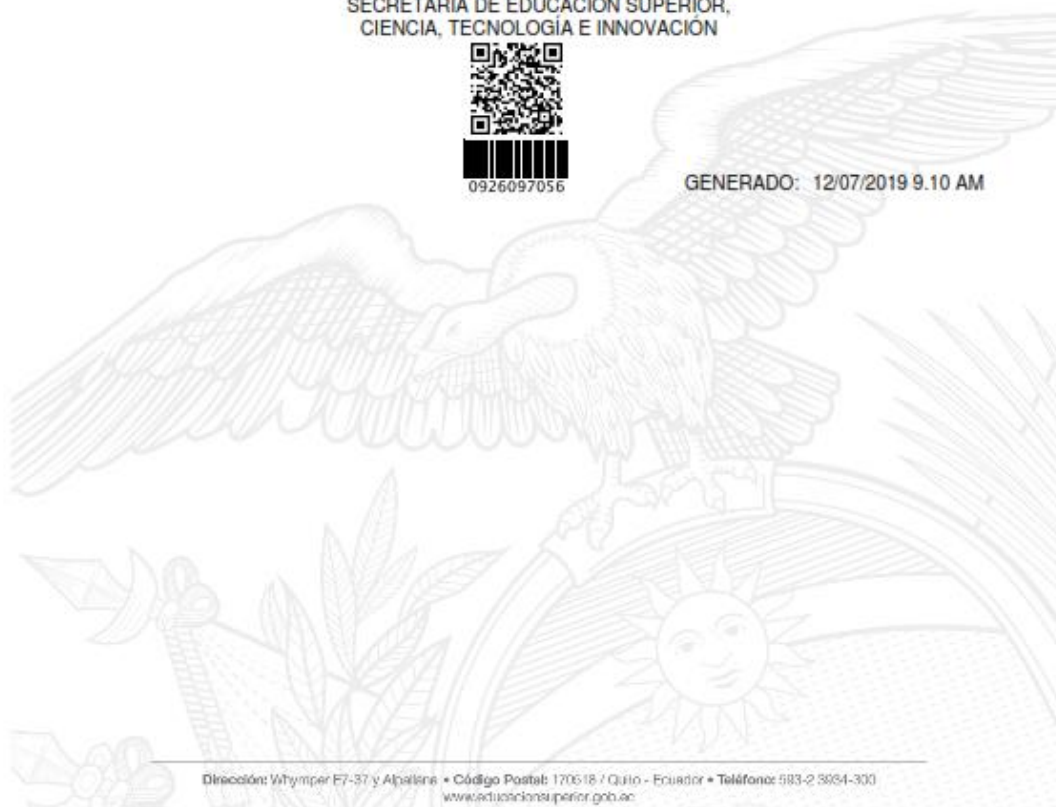 SECRETARÍA DE EDUCACIÓN SUPERIOR,
CIENCIA, TECNOLOGÍA E INNOVACIÓN
0926097056
GENERADO: 12/07/2019 9.10 AM
Dirección: Whymper E7-37 y Alpallana • Código Postal: 170518 / Quito - Ecuador • Teléfono: 593-2 3934-300
www.educacionsuperior.gob.ec